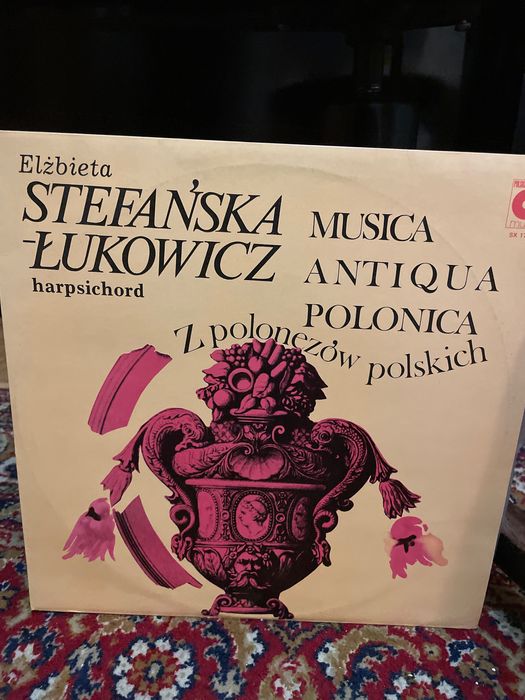 Elżbieta
STEFAŃSKA
-ŁUKOWICZ
harpsichord
MUSICA
ANTIQUA
POLONICA
Z polonezów polskich